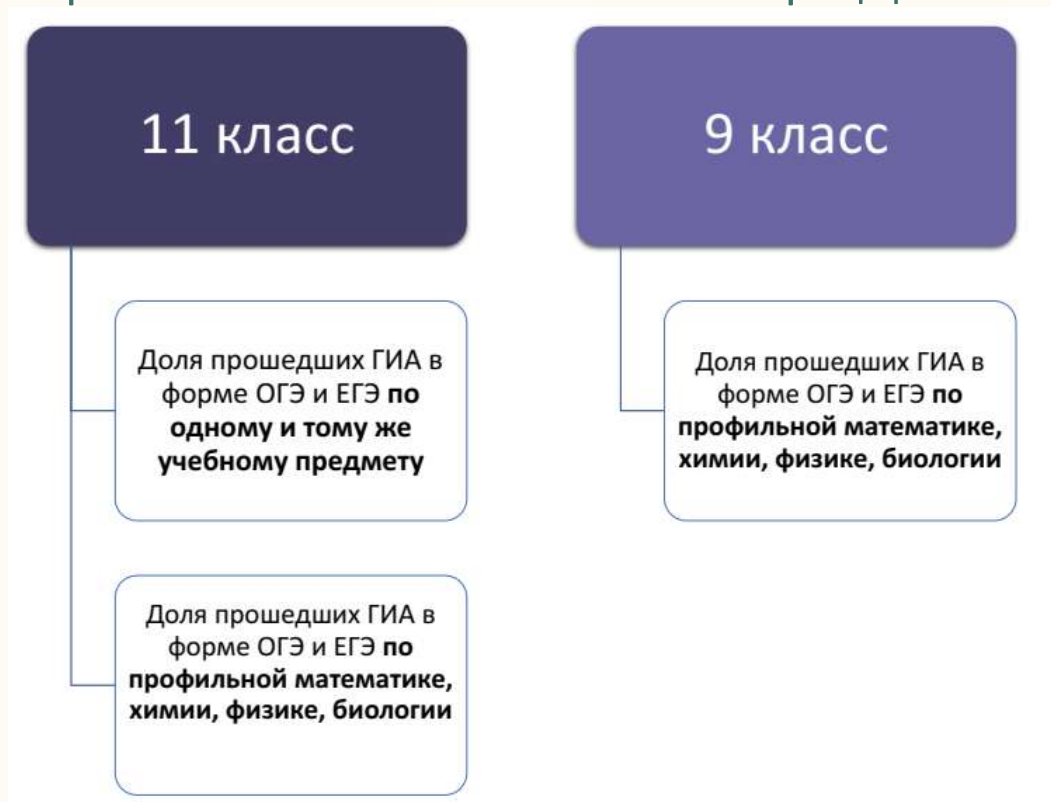 11 класс
Доля прошедших ГИА в
форме ОГЭ и ЕГЭ по
одному и тому же
учебному предмету
Доля прошедших ГИА в
форме ОГЭ и ЕГЭ по
профильной математике,
химии, физике, биологии
9 класс
Доля прошедших ГИА в
форме ОГЭ и ЕГЭ по
профильной математике,
химии, физике, биологии